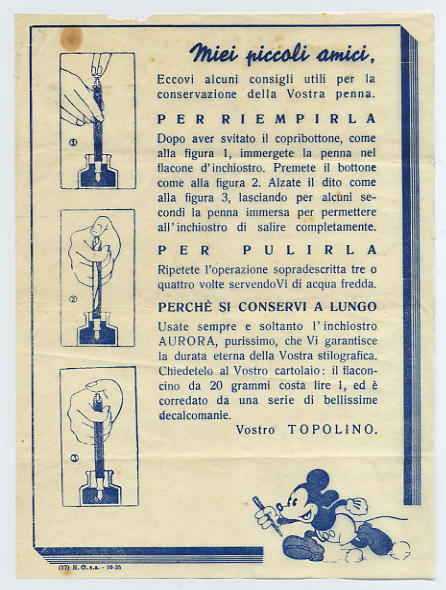 Miei piccoli amici,
Eccovi alcuni consigli utili per la
conservazione della Vostra penna.
PER RIEMPIRLA
Dopo aver svitato il copribottone, come
alla figura 1, immergete la penna nel
flacone d'inchiostro. Premete il bottone
come alla figura 2. Alzate il dito come
alla figura 3, lasciando per alcuni se-
condi la penna immersa per permettere
all'inchiostro di salire completamente.
PER PULIRLA
Ripetete l'operazione sopradescritta tre o
quattro volte servendoVi di acqua fredda.
PERCHÈ SI CONSERVI A LUNGO
Usate sempre e soltanto l'inchiostro
AURORA, purissimo, che Vi garantisce
la durata eterna della Vostra stilografica.
Chiedetelo al Vostro cartolaio: il flacon-
cino da 20 grammi costa lire 1, ed è
corredato da una serie di bellissime
decalcomanie.
Vostro TOPOLINO.
1
2
3
(17) R. O. s. a. - 10-35